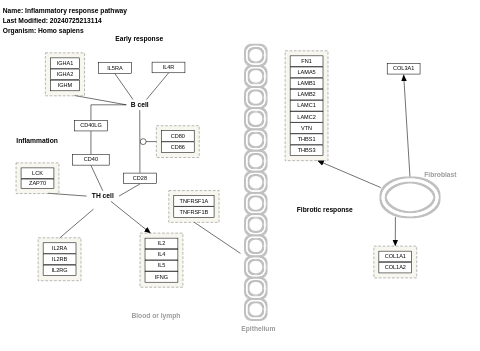 Name: Inflammatory response pathway
Last Modified: 20240725213114
Organism: Homo sapiens
Early response
IGHA1
IGHA2
IGHM
IL5RA
IL4R
B cell
CD40LG
Inflammation
CD80
CD86
CD40
LCK
ZAP70
CD28
TH cell
TNFRSF1A
TNFRSF1B
IL2RA
IL2RB
IL2RG
IL2
IL4
IL5
IFNG
Blood or lymph
Epithelium
FN1
LAMA5
LAMB1
LAMB2
LAMC1
LAMC2
VTN
THBS1
THBS3
COL3A1
Fibroblast
Fibrotic response
COL1A1
COL1A2